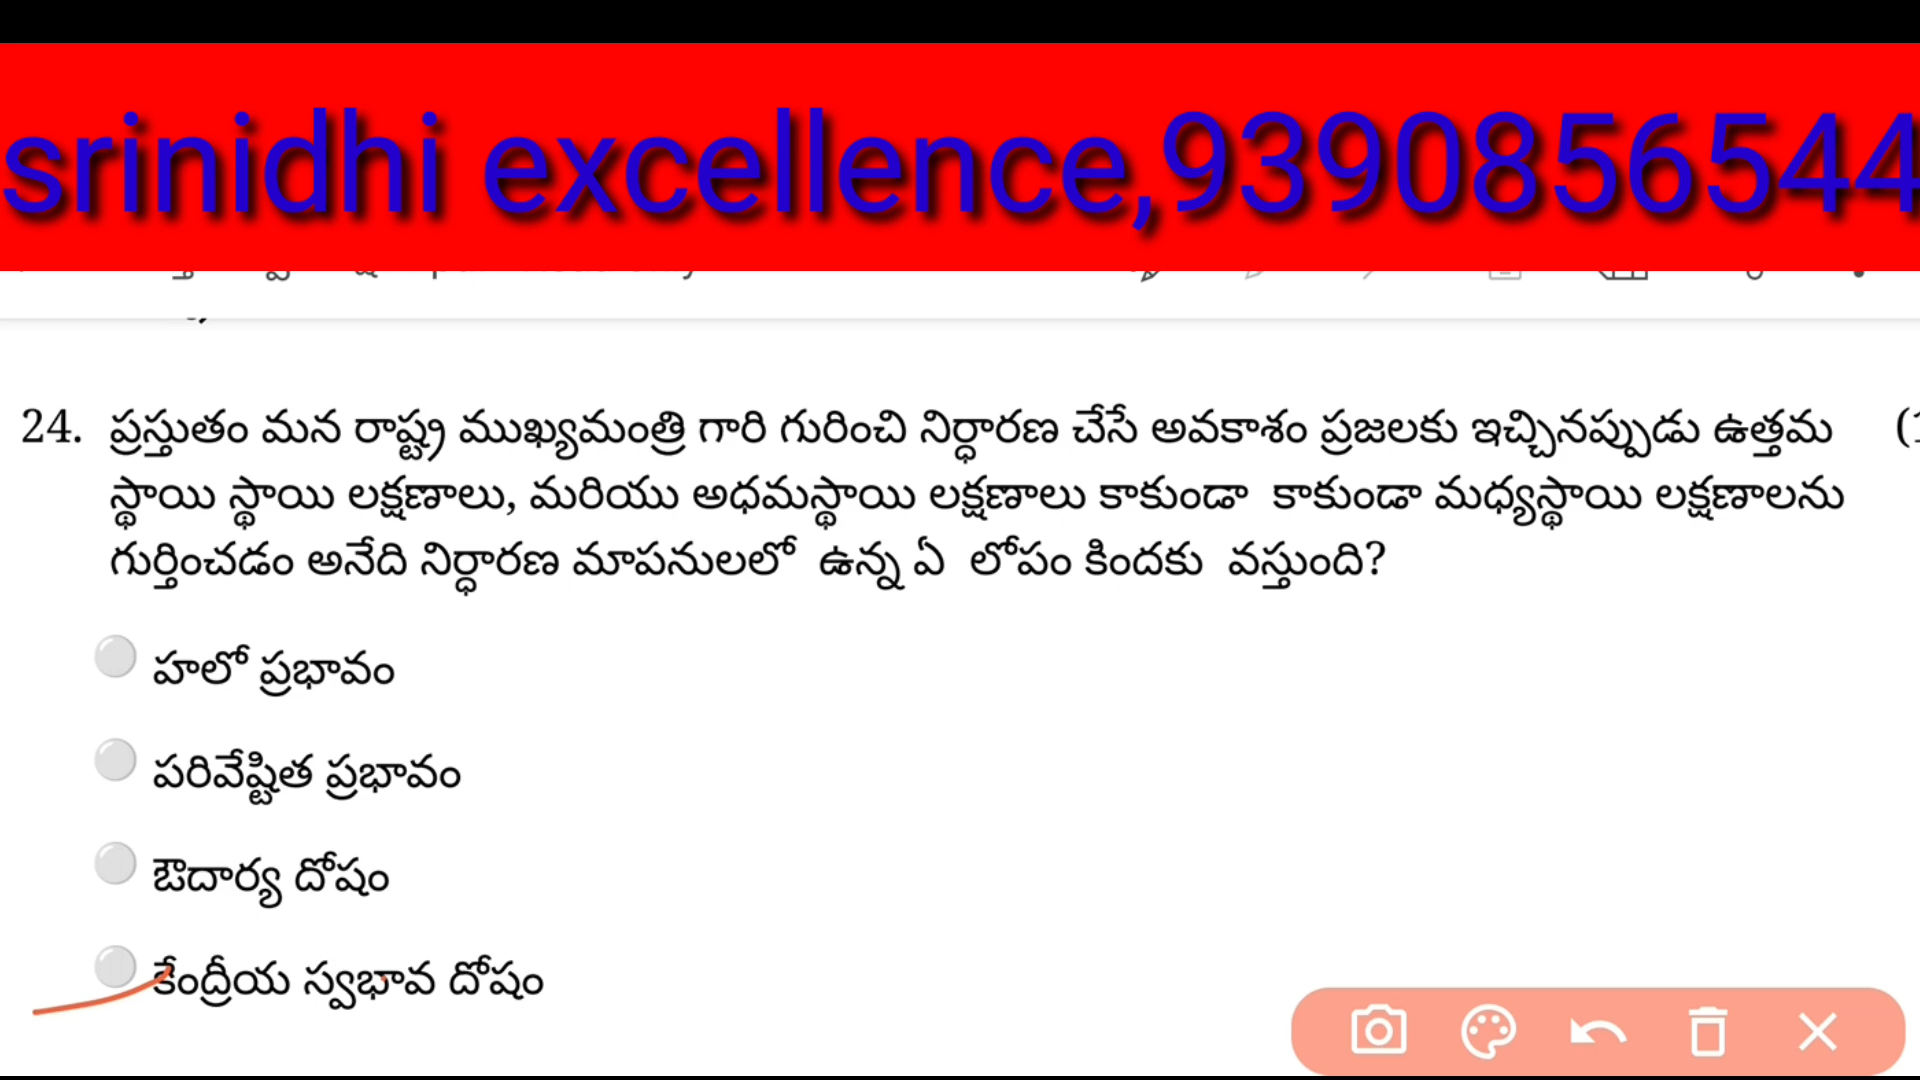 srinidhi excellence,9390856544
24. ప్రస్తుతం మన రాష్ట్ర ముఖ్యమంత్రి గారి గురించి నిర్ధారణ చేసే అవకాశం ప్రజలకు ఇచ్చినప్పుడు ఉత్తమ (1
స్థాయి స్థాయి లక్షణాలు, మరియు అధమస్థాయి లక్షణాలు కాకుండా కాకుండా మధ్యస్థాయి లక్షణాలను
గుర్తించడం అనేది నిర్ధారణ మాపనులలో ఉన్న ఏ లోపం కిందకు వస్తుంది?
హలో ప్రభావం
పరివేష్టిత ప్రభావం
ఔదార్య దోషం
కేంద్రీయ స్వభావ దోషం